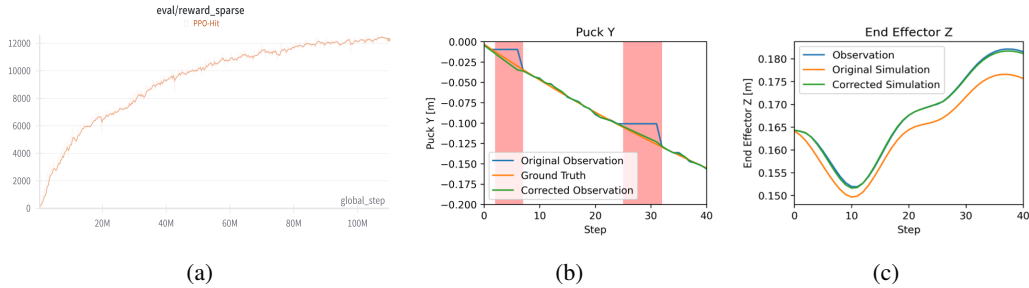 eval/reward_sparse
PPO-Hit
12000
10000
8000
6000
4000
2000
0
20M 40M 60M 80M 100M
global_step
(a)
Puck Y
0.000
−0.025
−0.050
−0.075
−0.100
−0.125
−0.150
−0.175
−0.200
Puck Y [m]
Original Observation
Ground Truth
Corrected Observation
0 10 20 30 40
Step
(b)
End Effector Z
0.180
0.175
0.170
0.165
0.160
0.155
0.150
End Effector Z [m]
Observation
Original Simulation
Corrected Simulation
0 10 20 30 40
Step
(c)